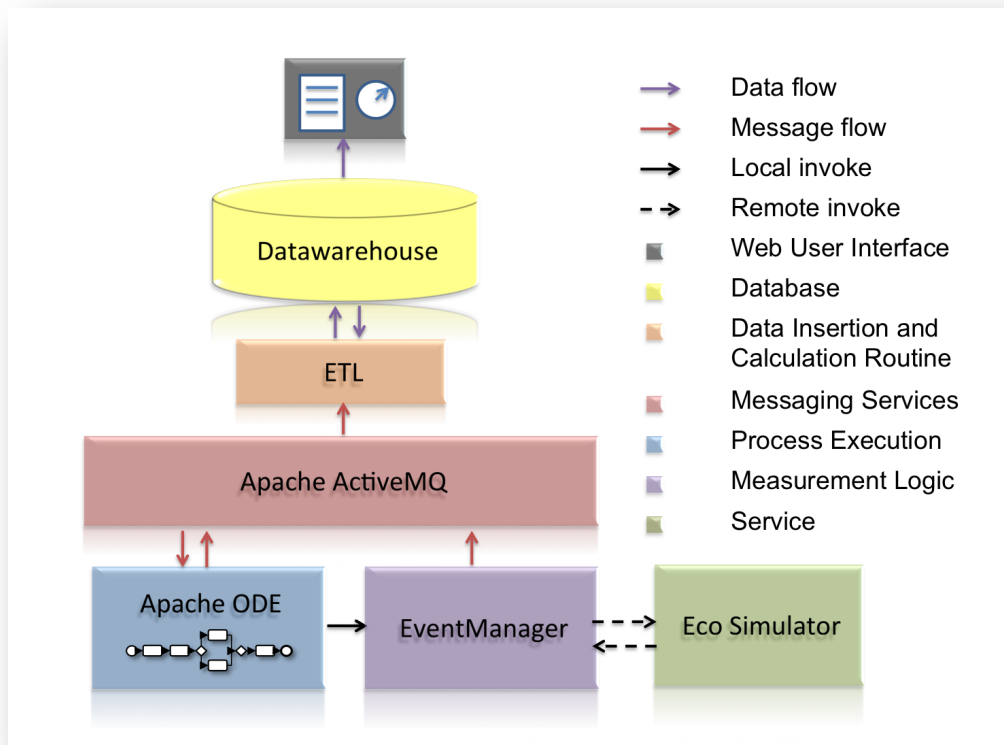 Data flow
Message flow
Local invoke
Remote invoke
Web User Interface
Datawarehouse
Database
Data Insertion and
Calculation Routine
ETL
Messaging Services
Process Execution
Apache ActiveMQ
Measurement Logic
Service
Apache ODE
EventManager
Eco Simulator